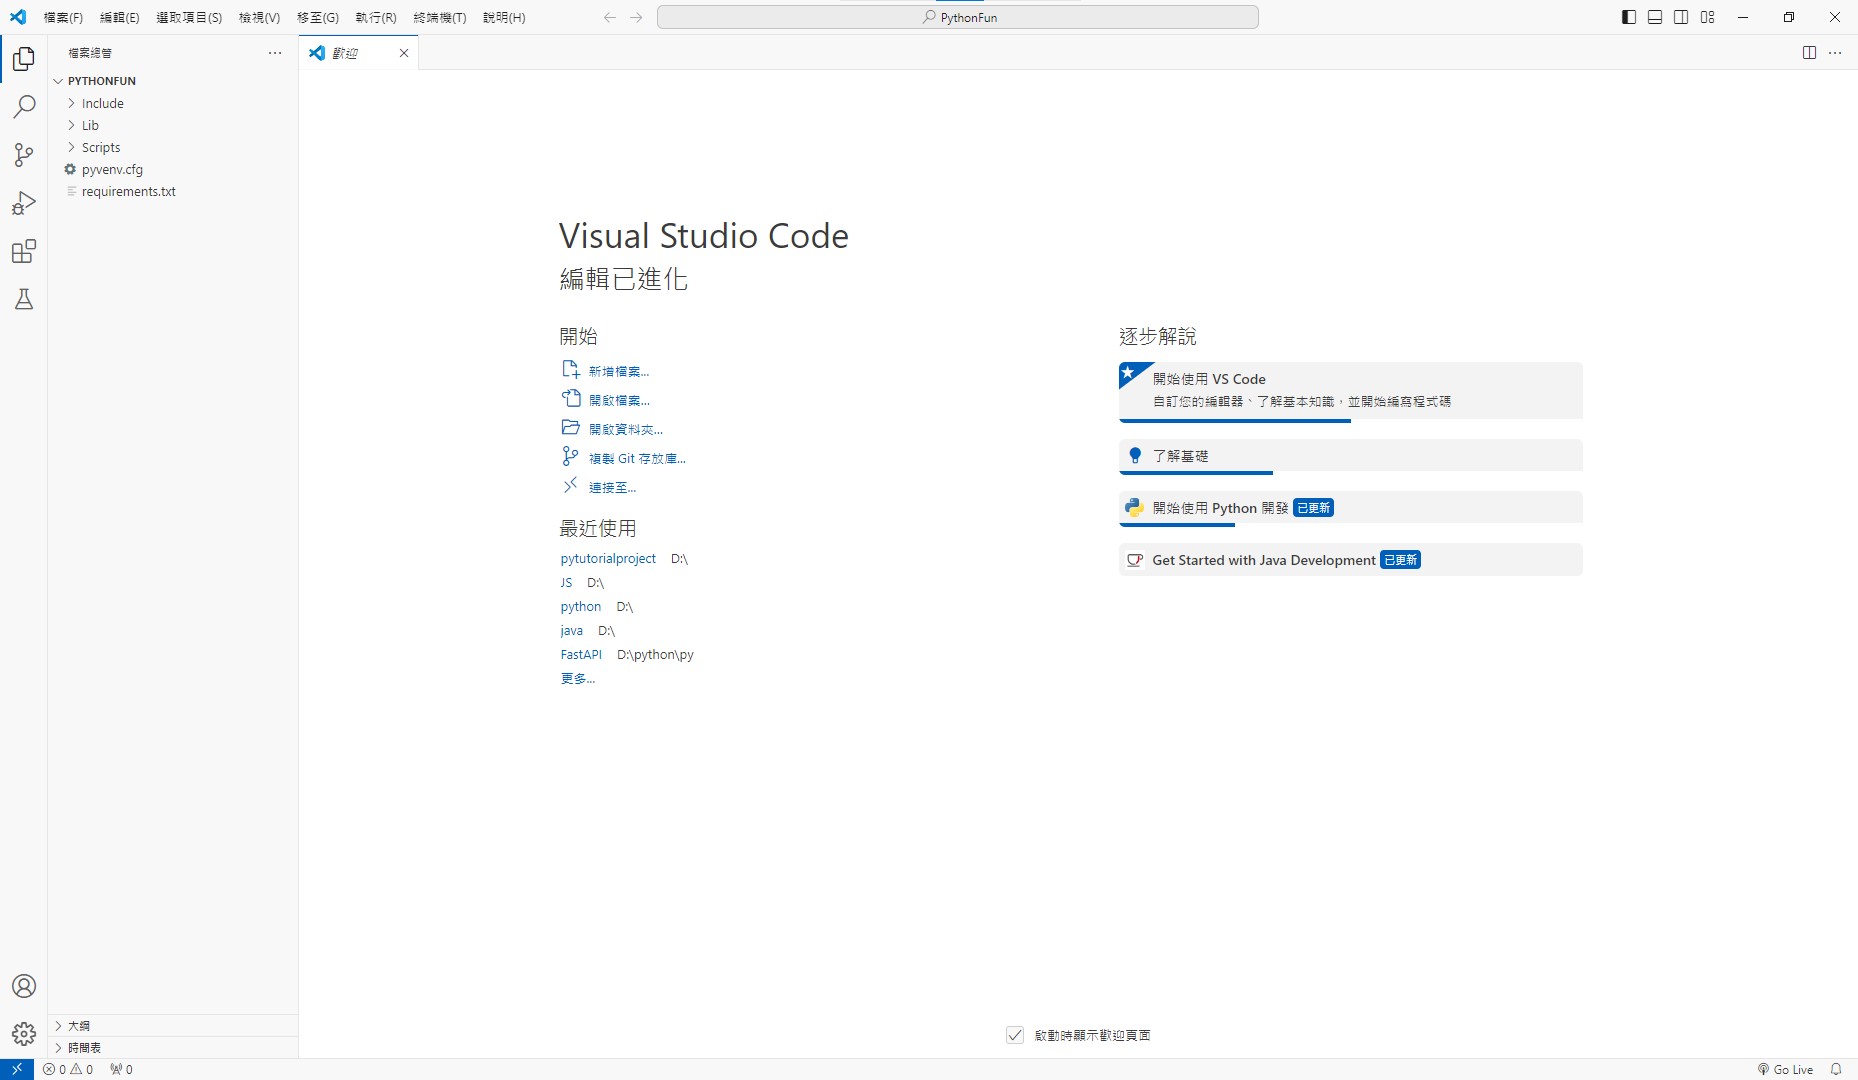 檔案(F) 編輯(E) 選取項目(S) 檢視(V) 移至(G) 執行(R) 終端機(T) 說明(H)
PythonFun
檔案總管
歡迎
PYTHONFUN
Include
Lib
Scripts
pyvenv.cfg
requirements.txt
Visual Studio Code
編輯已進化
開始
新增檔案...
開啟檔案...
開啟資料夾...
複製 Git 存放庫...
連接至...
最近使用
pytutorialproject D:\
JS D:\
python D:\
java D:\
FastAPI D:\python\py
更多...
逐步解說
開始使用 VS Code
自訂您的編輯器、了解基本知識，並開始編寫程式碼
了解基礎
開始使用 Python 開發 已更新
Get Started with Java Development 已更新
啟動時顯示歡迎頁面
大綱
時間表
0 0 0
Go Live